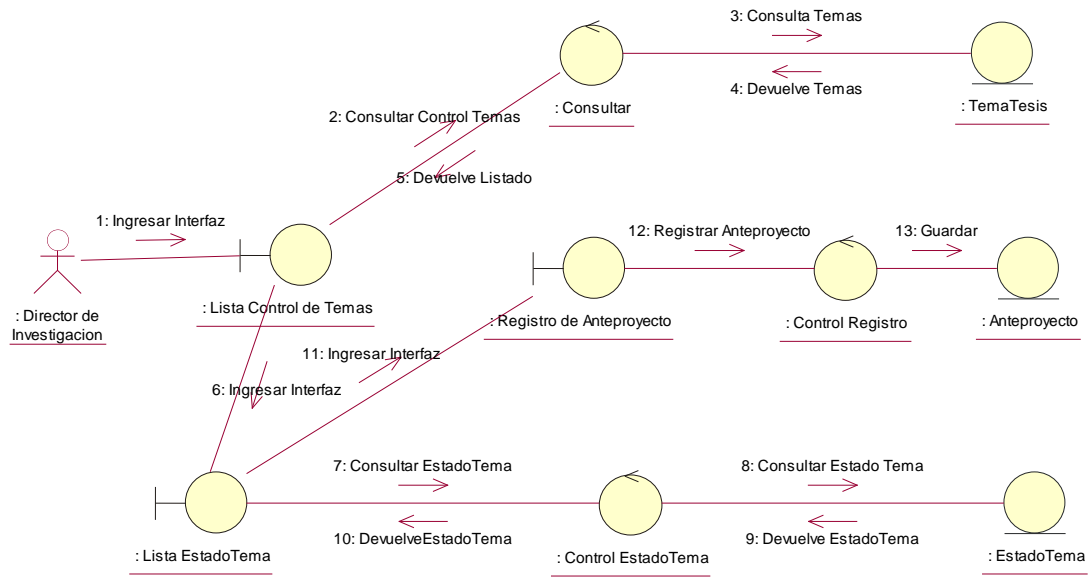 3: Consulta Temas
4: Devuelve Temas
: Consultar
: TemaTesis
2: Consultar Control Temas
5: Devuelve Listado
1: Ingresar Interfaz
12: Registrar Anteproyecto
13: Guardar
: Director de
Investigacion
: Lista Control de Temas
: Registro de Anteproyecto
: Control Registro
: Anteproyecto
11: Ingresar Interfaz
6: Ingresar Interfaz
7: Consultar EstadoTema
8: Consultar Estado Tema
10: DevuelveEstadoTema
9: Devuelve EstadoTema
: Lista EstadoTema
: Control EstadoTema
: EstadoTema